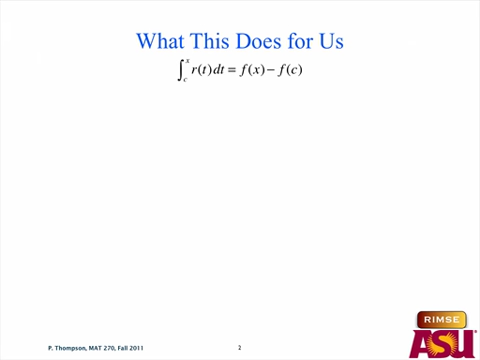 What This Does for Us
∫_c^x r(t)dt = f(x) − f(c)
RIMSE
ASU
P. Thompson, MAT 270, Fall 2011
2